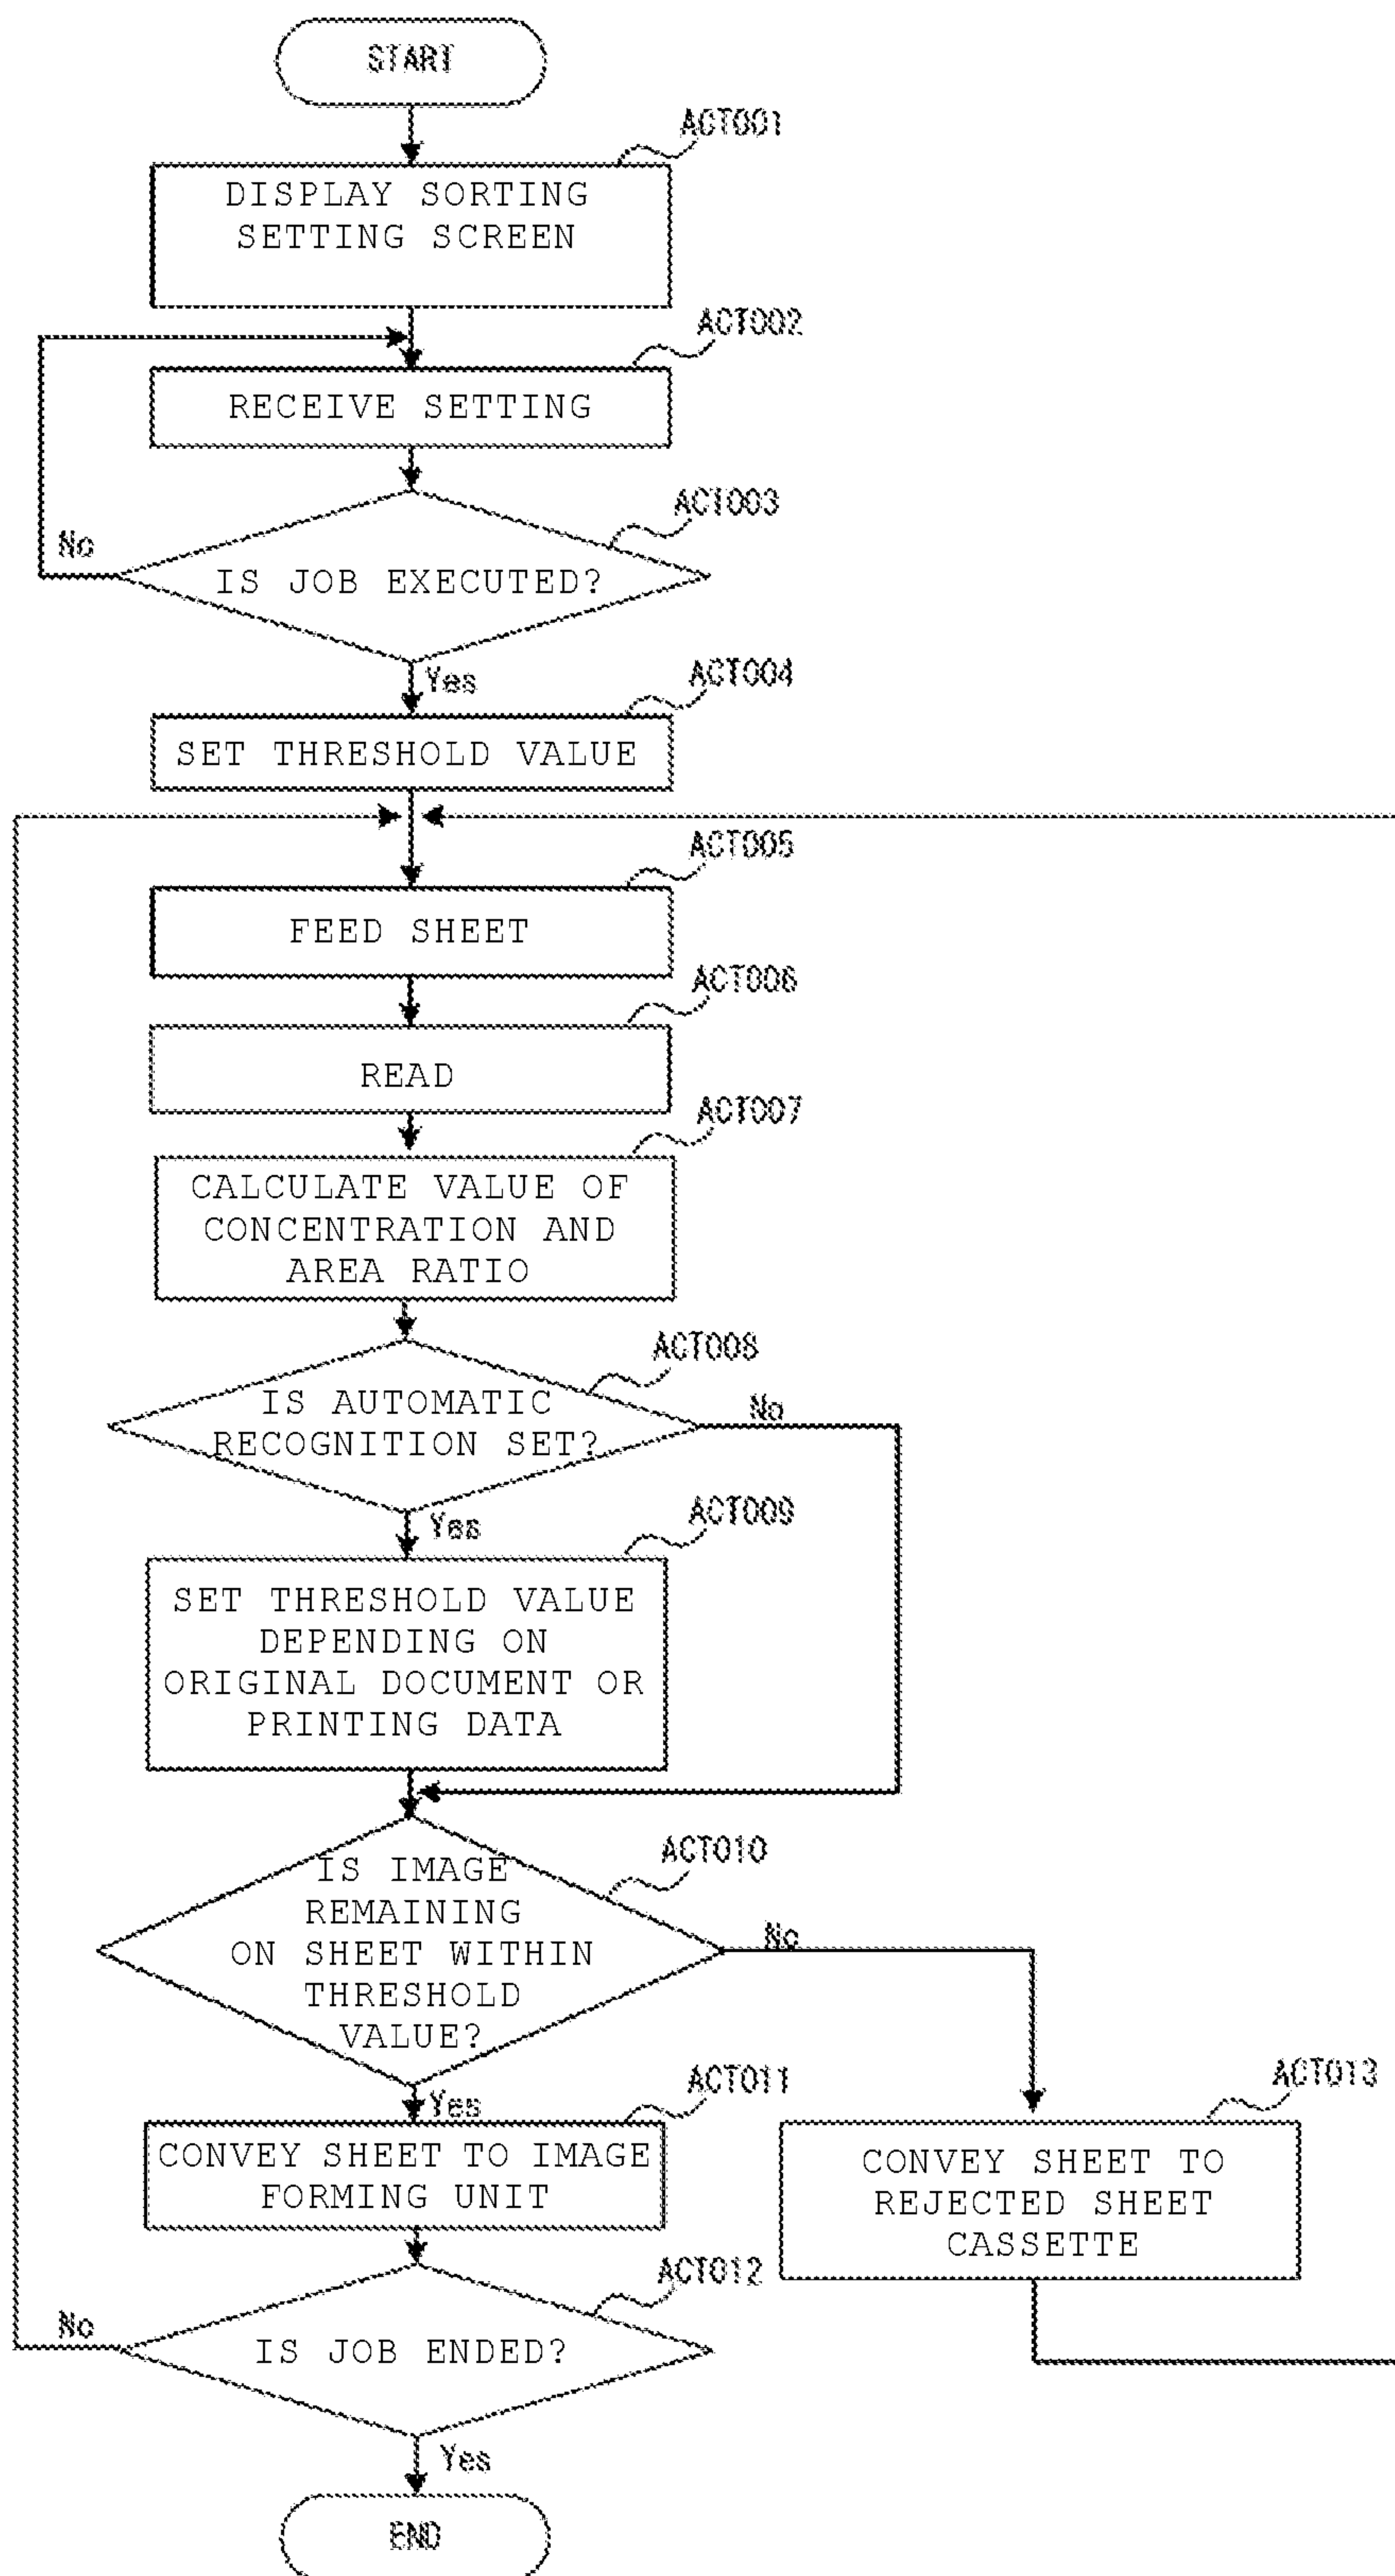 START
ACT001
DISPLAY SORTING
SETTING SCREEN
ACT002
RECEIVE SETTING
ACT003
No
IS JOB EXECUTED?
Yes
ACT004
SET THRESHOLD VALUE
ACT005
FEED SHEET
ACT006
READ
ACT007
CALCULATE VALUE OF
CONCENTRATION AND
AREA RATIO
ACT008
IS AUTOMATIC
RECOGNITION SET?
No
Yes
ACT009
SET THRESHOLD VALUE
DEPENDING ON
ORIGINAL DOCUMENT OR
PRINTING DATA
ACT010
IS IMAGE
REMAINING
ON SHEET WITHIN
THRESHOLD
VALUE?
No
Yes
ACT011
CONVEY SHEET TO IMAGE
FORMING UNIT
ACT013
CONVEY SHEET TO
REJECTED SHEET
CASSETTE
ACT012
No
IS JOB ENDED?
Yes
END